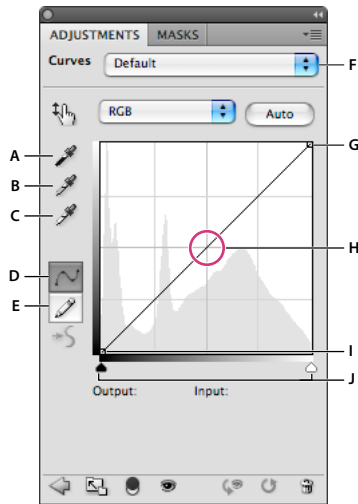 ADJUSTMENTS MASKS
Curves Default F
RGB Auto
G
A
B
C
H
D
E
I
J
Output: Input: